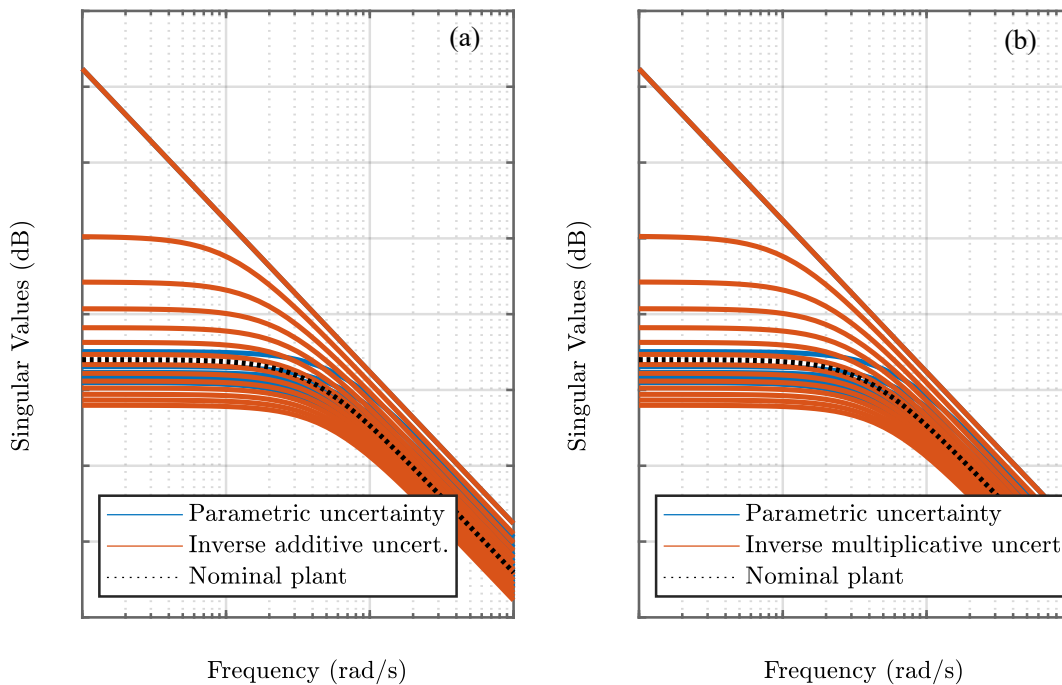 (a)
Singular Values (dB)
Parametric uncertainty
Inverse additive uncert.
Nominal plant
Frequency (rad/s)
(b)
Singular Values (dB)
Parametric uncertainty
Inverse multiplicative uncert
Nominal plant
Frequency (rad/s)